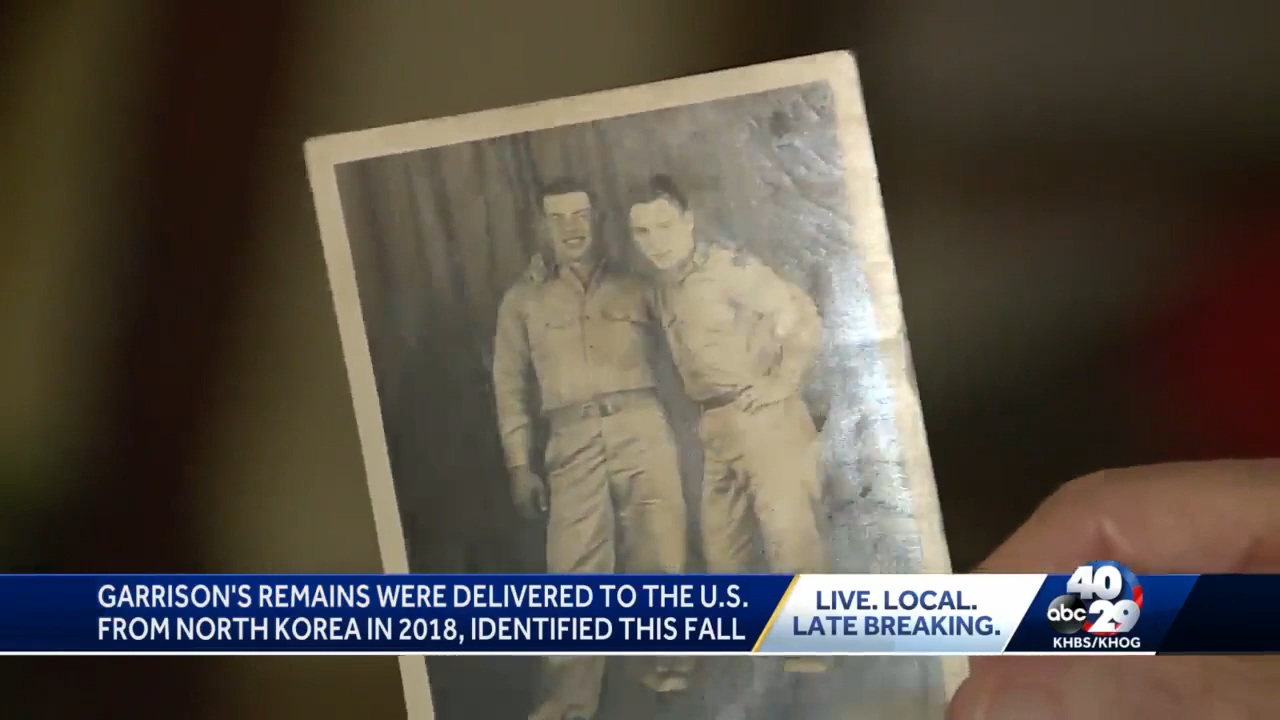 GARRISON'S REMAINS WERE DELIVERED TO THE U.S.
FROM NORTH KOREA IN 2018, IDENTIFIED THIS FALL
LIVE. LOCAL.
LATE BREAKING.
40
abc 29
KHBS/KHOG